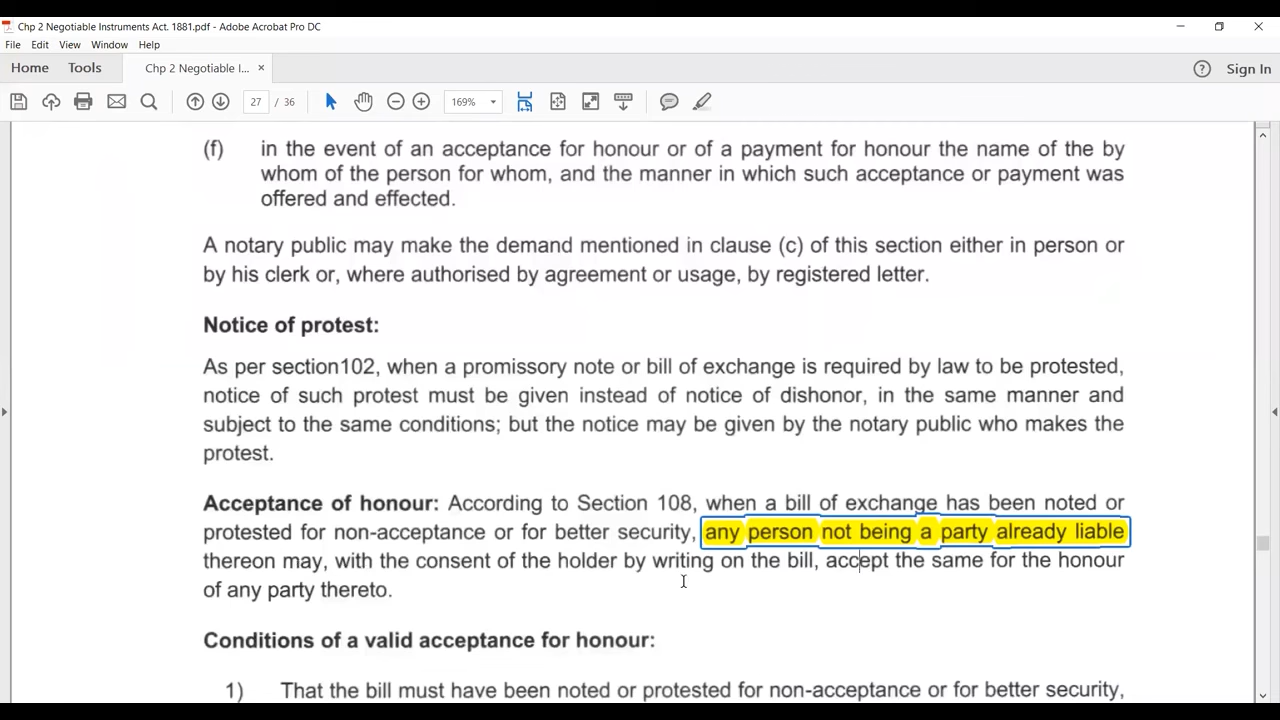 Chp 2 Negotiable Instruments Act. 1881.pdf - Adobe Acrobat Pro DC
File Edit View Window Help
Home Tools Chp 2 Negotiable I... × Sign In
27 / 36 169%
(f) in the event of an acceptance for honour or of a payment for honour the name of the by
whom of the person for whom, and the manner in which such acceptance or payment was
offered and effected.
A notary public may make the demand mentioned in clause (c) of this section either in person or
by his clerk or, where authorised by agreement or usage, by registered letter.
Notice of protest:
As per section102, when a promissory note or bill of exchange is required by law to be protested,
notice of such protest must be given instead of notice of dishonor, in the same manner and
subject to the same conditions; but the notice may be given by the notary public who makes the
protest.
Acceptance of honour: According to Section 108, when a bill of exchange has been noted or
protested for non-acceptance or for better security, any person not being a party already liable
thereon may, with the consent of the holder by writing on the bill, accept the same for the honour
of any party thereto.
Conditions of a valid acceptance for honour:
1) That the bill must have been noted or protested for non-acceptance or for better security,